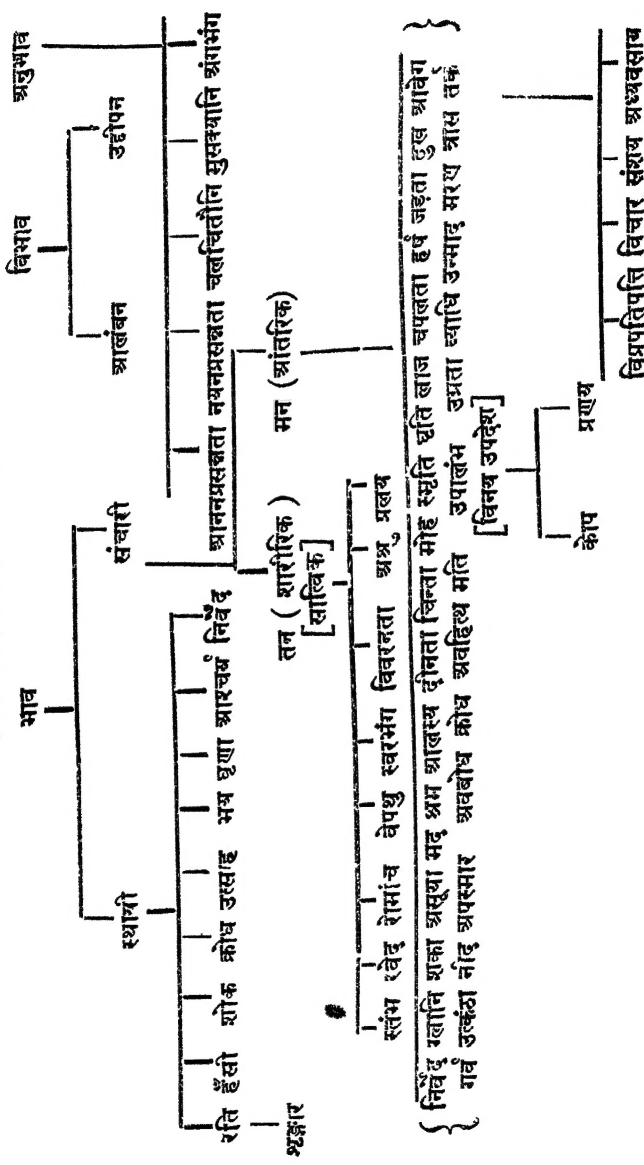 भाव
विभाव
अनुभाव
स्थायी
संचारी
आलंबन
उद्दीपन
रति हँसी शोक क्रोध उत्साह भय घृणा आश्चर्य निर्वेद
आननप्रसन्नता नयनप्रसन्नता चलचितौनि मुसक्यानि भ्रंगभंग
शृङ्गार
तन ( शारीरिक )
मन (आंतरिक)
[सात्विक]
स्तंभ स्वेद रोमांच वेपथु स्वरभंग विवरनता अश्रु प्रलय
{ निर्वेद ग्लानि शंका असूया मद श्रम आलस्य दीनता चिन्ता मोह स्मृति धृति लाज चपलता हर्ष जड़ता दुख आवेग }
{ गर्व उत्कंठा नींद अपस्मार अवबोध क्रोध अवहित्थ मति उपालंभ उग्रता व्याधि उन्माद मरण त्रास तर्क }
[विनय उपदेश]
कोप
प्रणय
विप्रपतिपत्ति विचार संशय अध्यवसाय